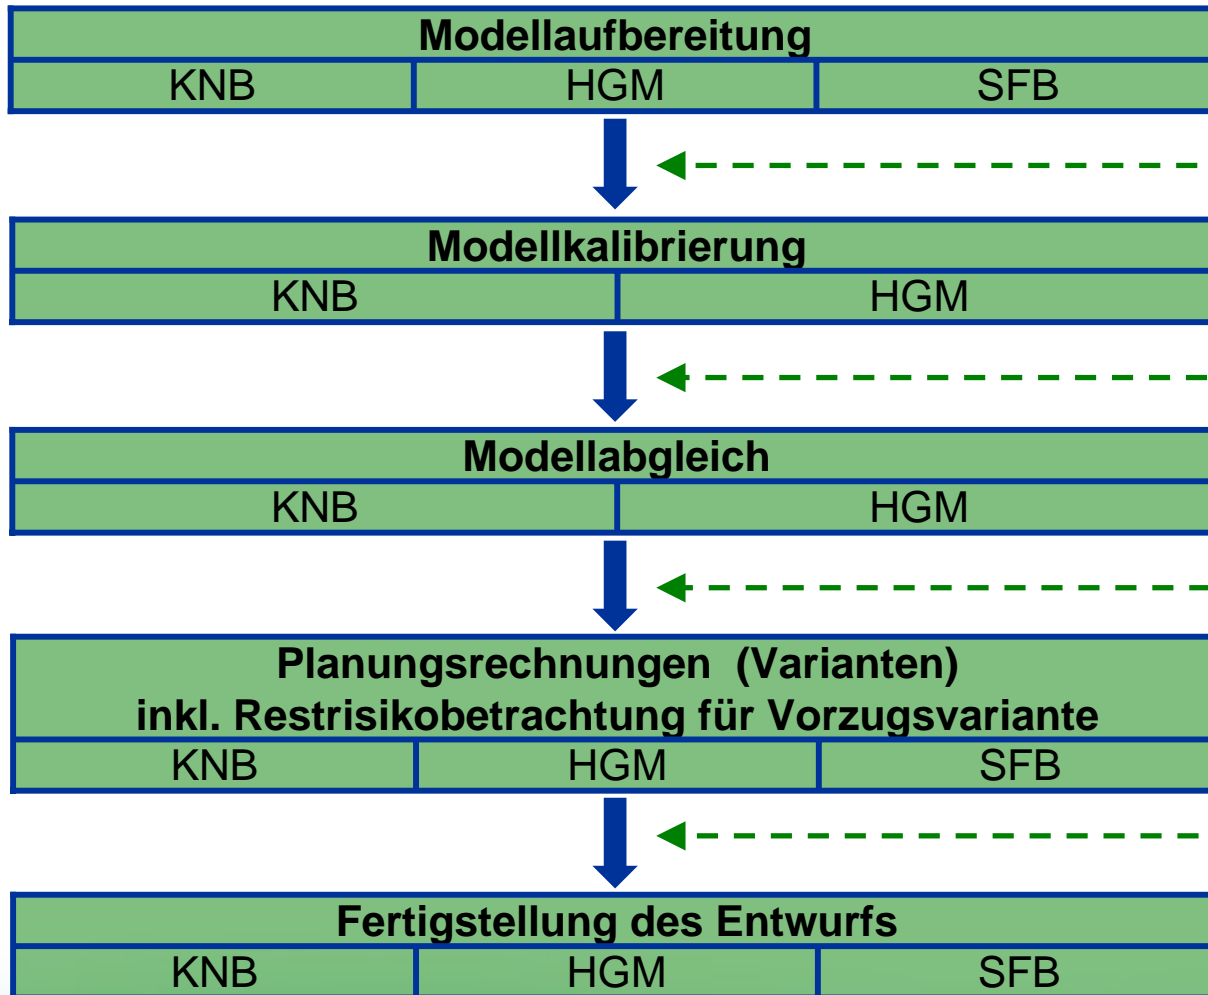 Modellaufbereitung
KNB HGM SFB
Modellkalibrierung
KNB HGM
Modellabgleich
KNB HGM
Planungsrechnungen (Varianten)
inkl. Restrisikobetrachtung für Vorzugsvariante
KNB HGM SFB
Fertigstellung des Entwurfs
KNB HGM SFB